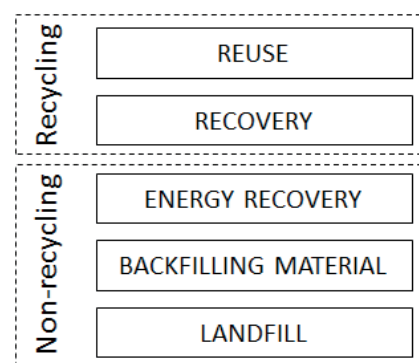 Recycling
REUSE
RECOVERY
Non-recycling
ENERGY RECOVERY
BACKFILLING MATERIAL
LANDFILL